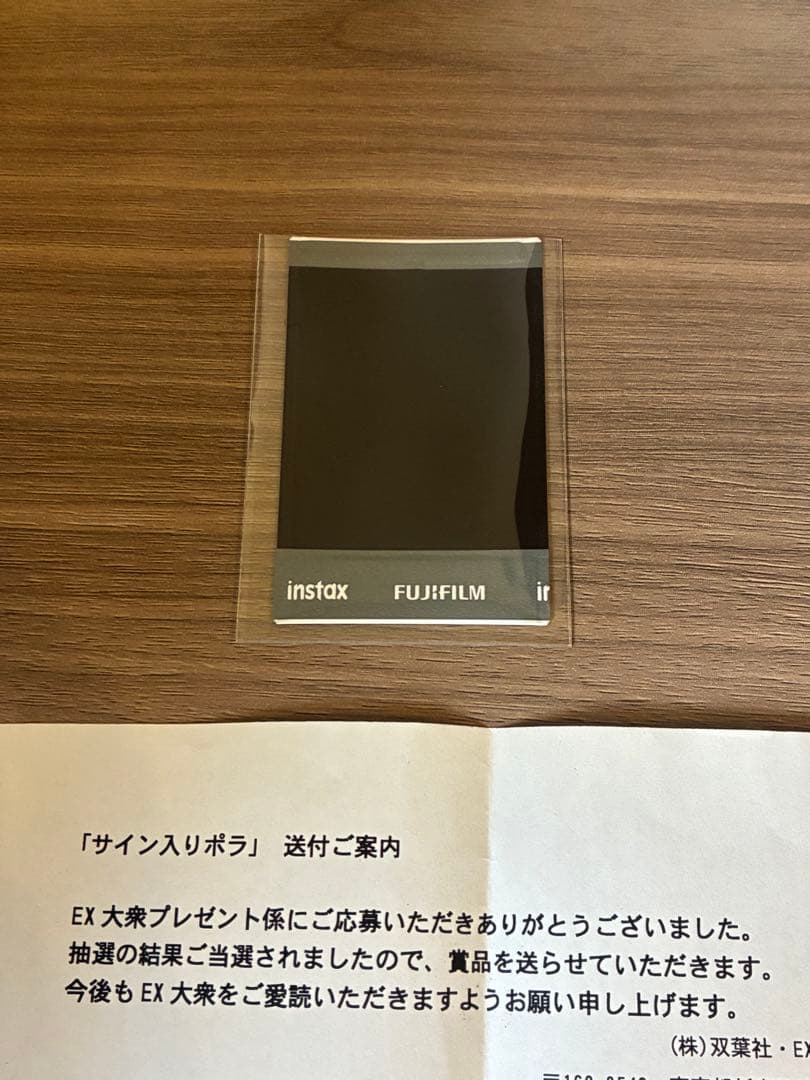 instax FUJIFILM in
「サイン入りポラ」 送付ご案内
EX大衆プレゼント係にご応募いただきありがとうございました。
抽選の結果ご当選されましたので、賞品を送らせていただきます。
今後もEX大衆をご愛読いただきますようお願い申し上げます。
(株)双葉社・EX